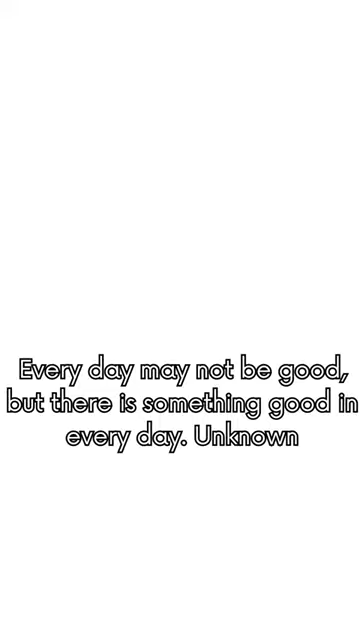 Every day may not be good,
but there is something good in
every day. Unknown